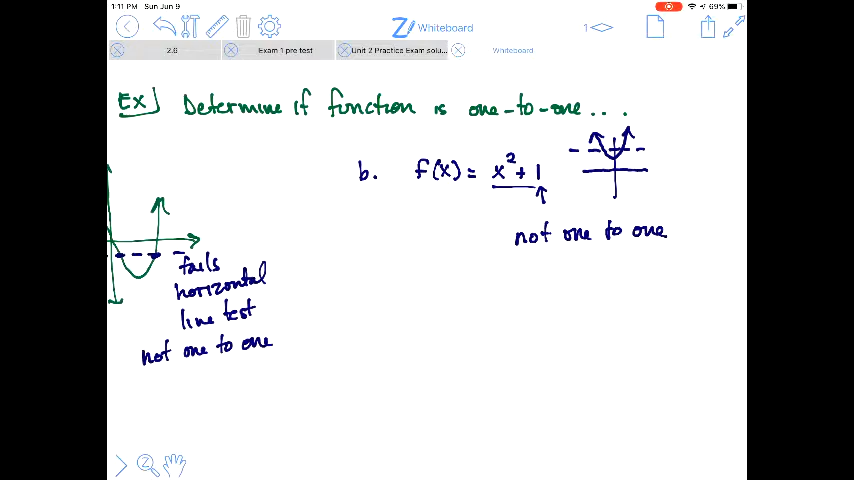 1:11 PM Sun Jun 9
69%
Whiteboard
1
2.6
Exam 1 pre test
Unit 2 Practice Exam solu...
Whiteboard
Ex) Determine if function is one-to-one...
b. f(x) = x² + 1
not one to one
fails
horizontal
line test
not one to one